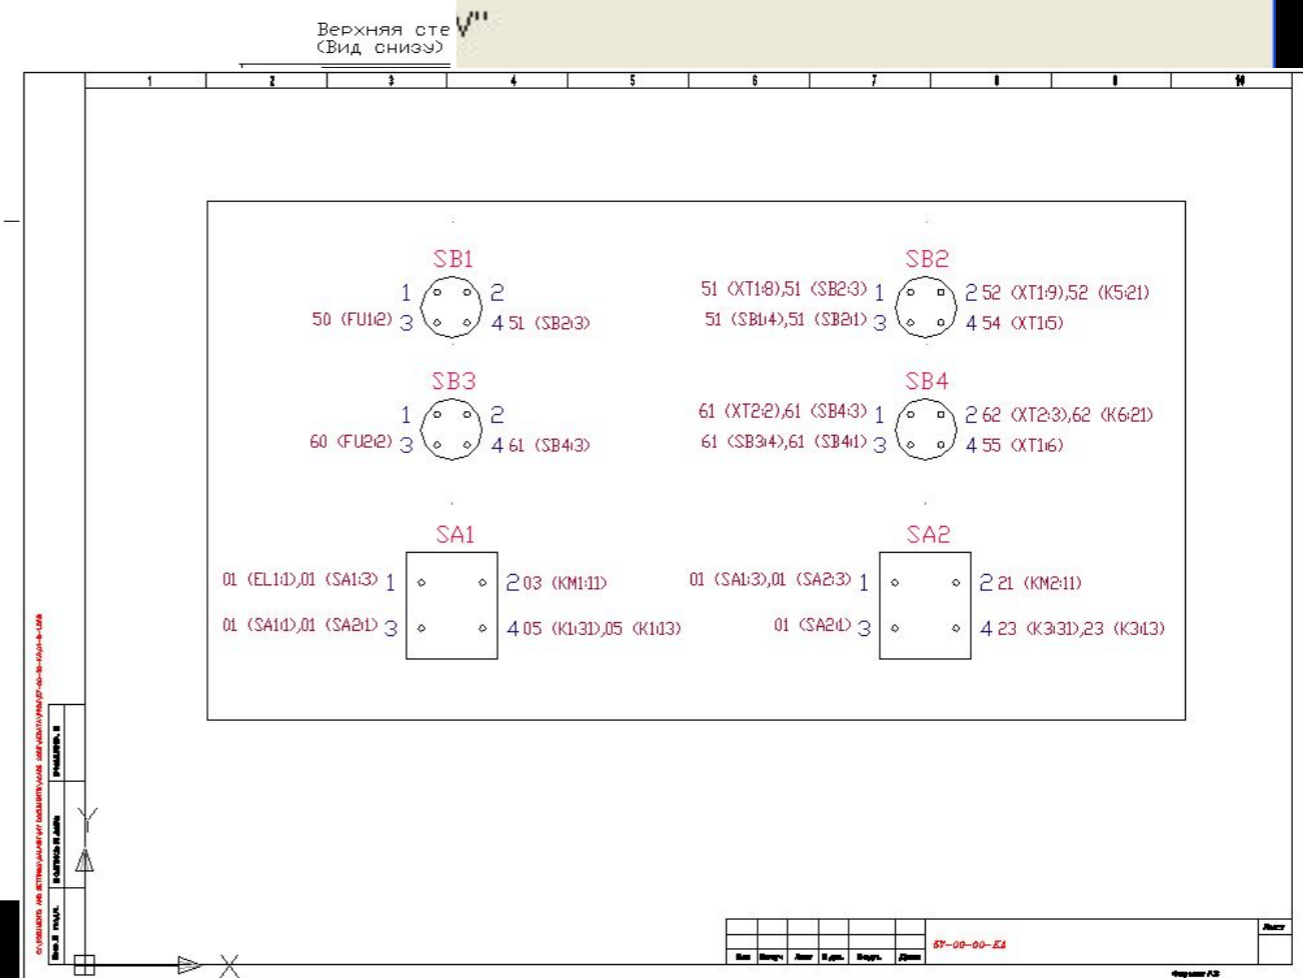 Верхняя сте
(Вид снизу)
1 2 3 4 5 6 7 8 9 10
SB1
SB2
1 2
51 (XT1:8),51 (SB2:3) 1 2 52 (XT1:9),52 (K5:21)
50 (FU1:2) 3 4 51 (SB2:3)
51 (SB1:4),51 (SB2:1) 3 4 54 (XT1:5)
SB3
SB4
1 2
61 (XT2:2),61 (SB4:3) 1 2 62 (XT2:3),62 (K6:21)
60 (FU2:2) 3 4 61 (SB4:3)
61 (SB3:4),61 (SB4:1) 3 4 55 (XT1:6)
SA1
SA2
01 (EL1:1),01 (SA1:3) 1 2 03 (KM1:11)
01 (SA1:3),01 (SA2:3) 1 2 21 (KM2:11)
01 (SA1:1),01 (SA2:1) 3 4 05 (K1:31),05 (K1:13)
01 (SA2:1) 3 4 23 (K3:31),23 (K3:13)
Y
X
57-00-00-КД
Лист
Формат А3